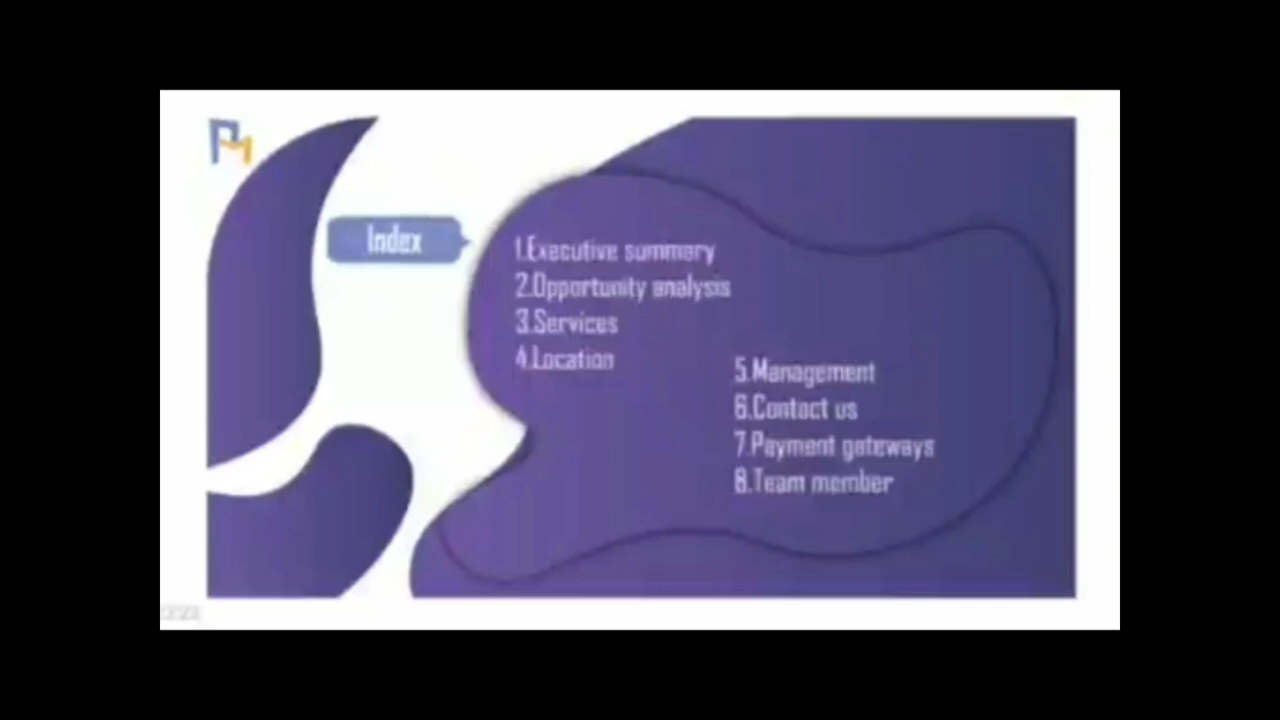 Index
1.Executive summary
2.Opportunity analysis
3.Services
4.Location
5.Management
6.Contact us
7.Payment gateways
8.Team member